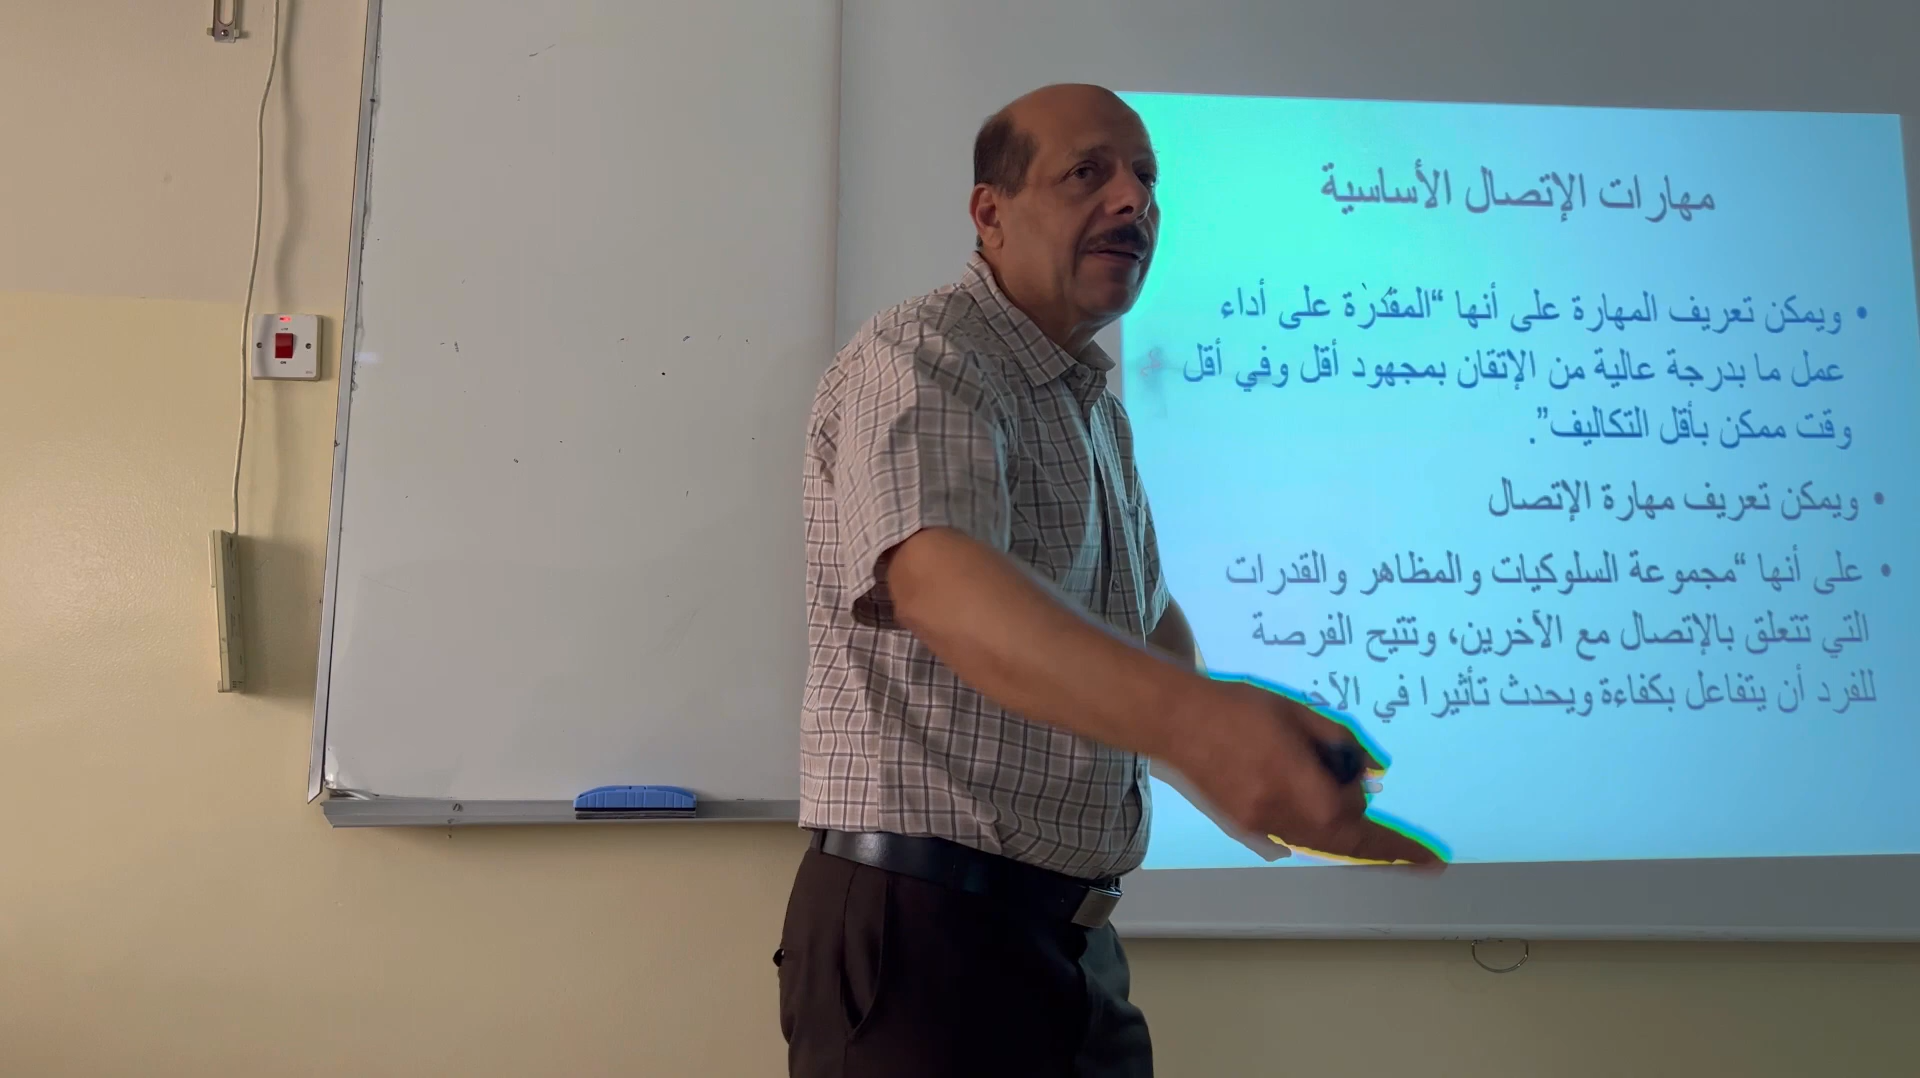 مهارات الإتصال الأساسية
• ويمكن تعريف المهارة على أنها “المقدرة على أداء
عمل ما بدرجة عالية من الإتقان بمجهود أقل وفي أقل
وقت ممكن بأقل التكاليف”.
• ويمكن تعريف مهارة الإتصال
• على أنها “مجموعة السلوكيات والمظاهر والقدرات
التي تتعلق بالإتصال مع الآخرين، وتتيح الفرصة
للفرد أن يتفاعل بكفاءة ويحدث تأثيرا في